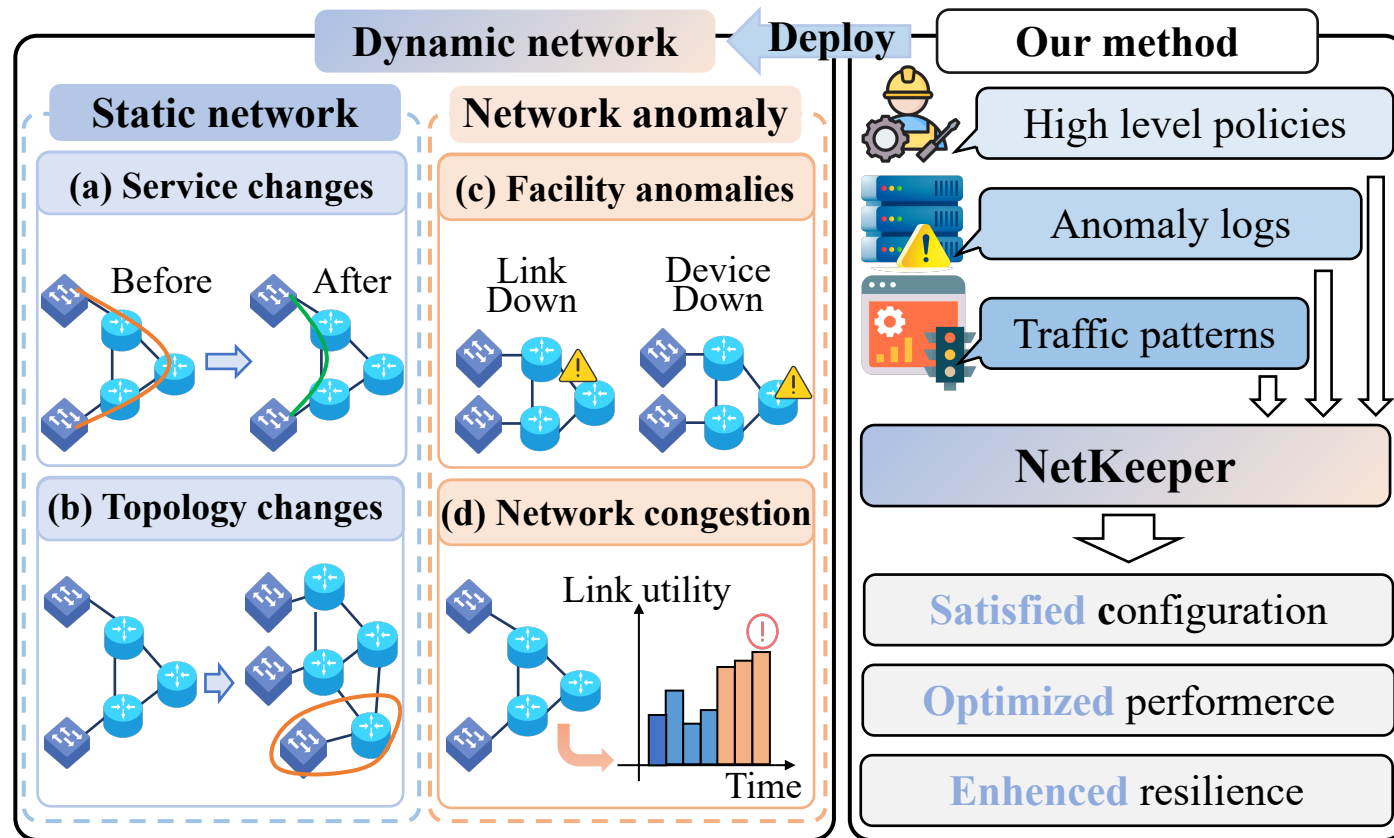 Dynamic network
Deploy
Our method
Static network
(a) Service changes
Before
After
(b) Topology changes
Network anomaly
(c) Facility anomalies
Link
Down
Device
Down
(d) Network congestion
Link utility
Time
High level policies
Anomaly logs
Traffic patterns
NetKeeper
Satisfied configuration
Optimized performerce
Enhenced resilience